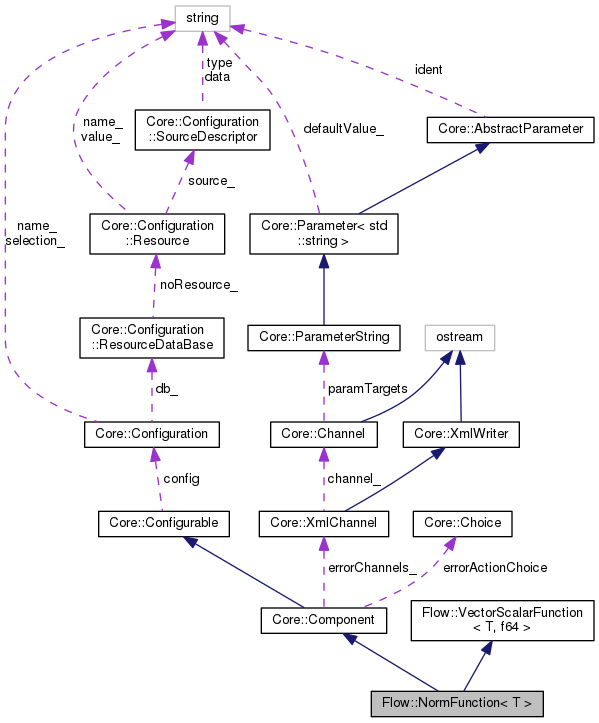 string
type
data
ident
name_
value_
Core::Configuration
::SourceDescriptor
defaultValue_
Core::AbstractParameter
source_
name_
selection_
Core::Configuration
::Resource
Core::Parameter< std
::string >
noResource_
Core::Configuration
::ResourceDataBase
Core::ParameterString
ostream
db_
paramTargets
Core::Configuration
Core::Channel
Core::XmlWriter
config
channel_
Core::Configurable
Core::XmlChannel
Core::Choice
errorChannels_
errorActionChoice
Core::Component
Flow::VectorScalarFunction
< T, f64 >
Flow::NormFunction< T >